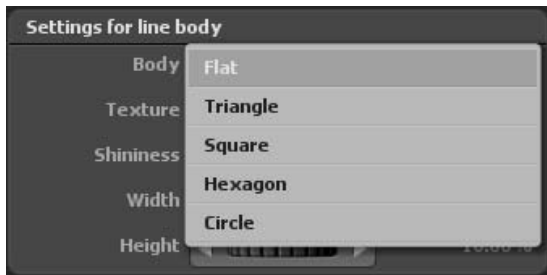 Settings for line body
Body
Flat
Texture
Triangle
Shininess
Square
Hexagon
Width
Circle
Height